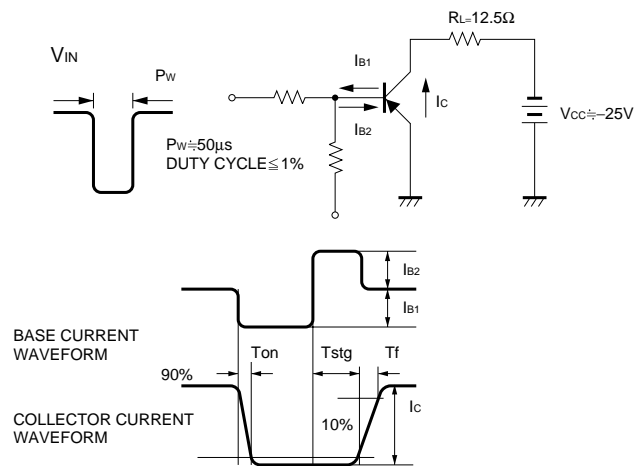 RL=12.5Ω
VIN
IB1
PW
IC
IB2
VCC≒−25V
PW≒50µs
DUTY CYCLE≦1%
IB2
IB1
BASE CURRENT
WAVEFORM
Ton
Tstg
Tf
90%
IC
COLLECTOR CURRENT
WAVEFORM
10%